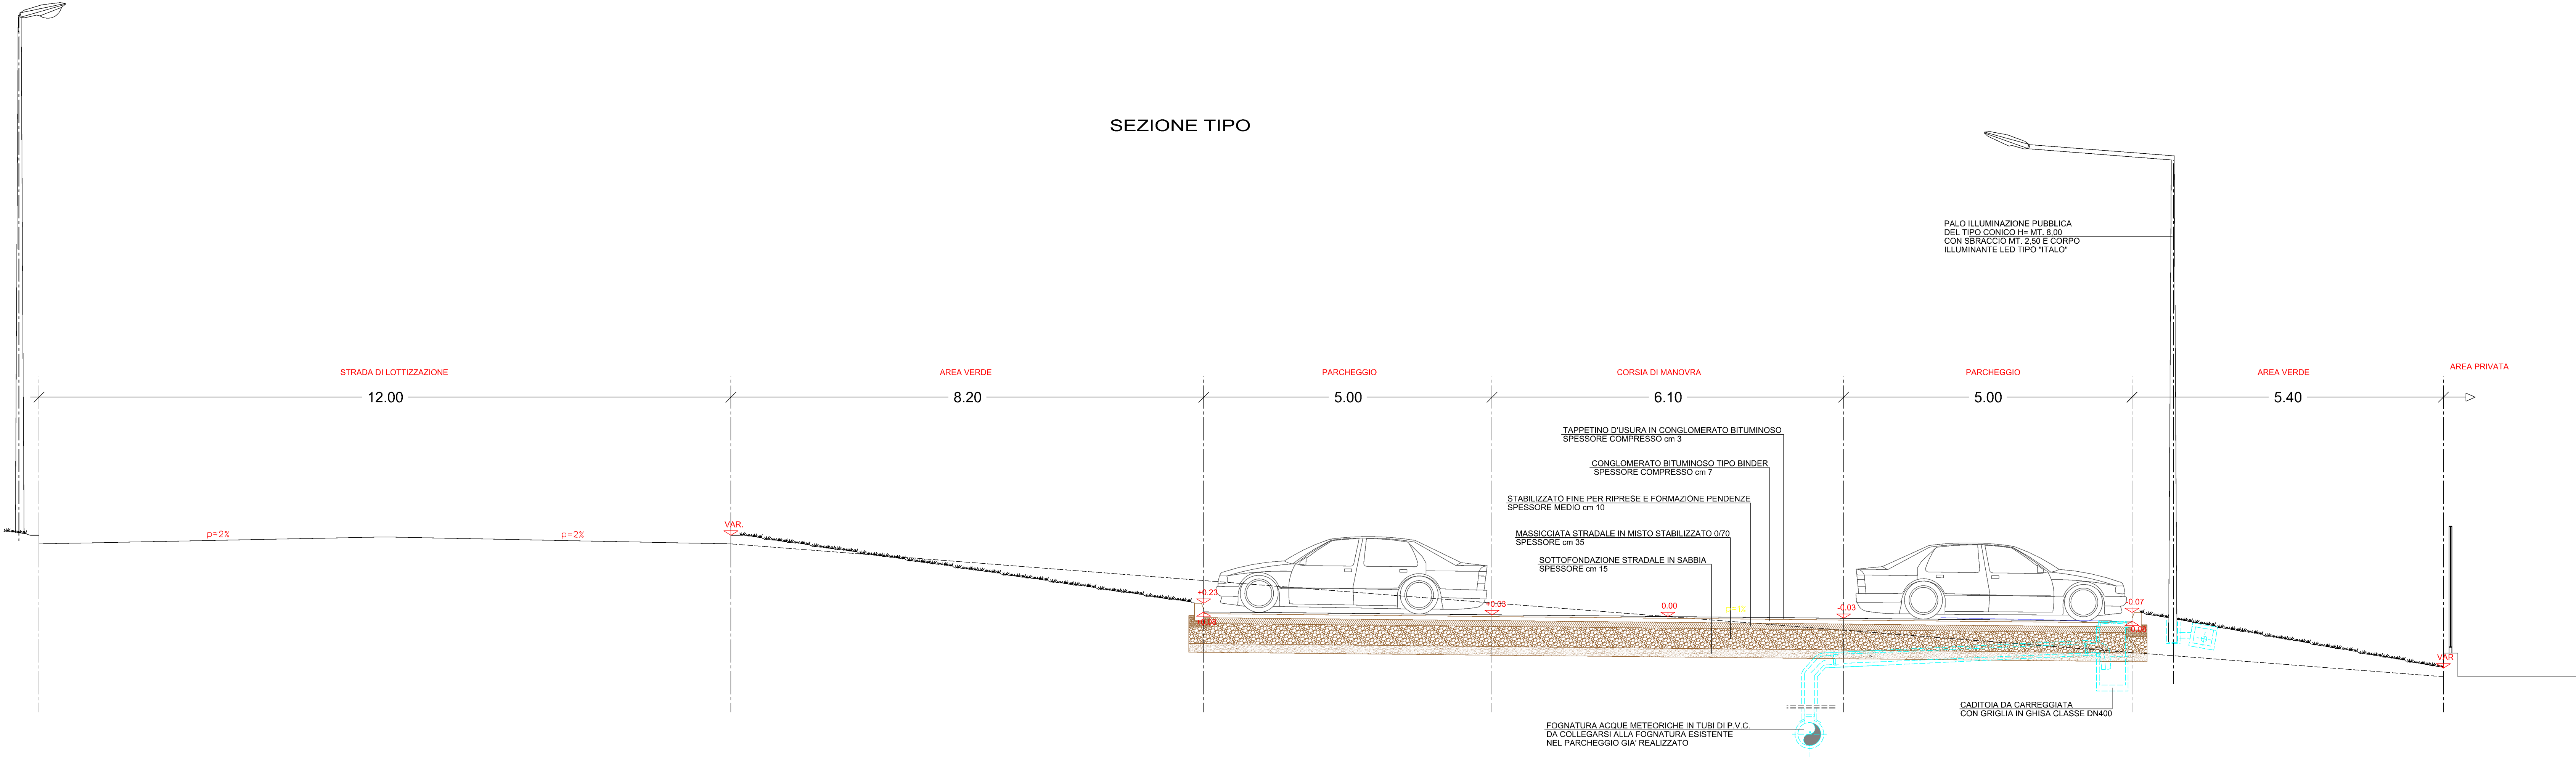 SEZIONE TIPO
PALO ILLUMINAZIONE PUBBLICA
DEL TIPO CONICO H= MT. 8,00
CON SBRACCIO MT. 2,50 E CORPO
ILLUMINANTE LED TIPO "ITALO"
STRADA DI LOTTIZZAZIONE
AREA VERDE
PARCHEGGIO
CORSIA DI MANOVRA
PARCHEGGIO
AREA VERDE
AREA PRIVATA
12.00
8.20
5.00
6.10
5.00
5.40
TAPPETINO D'USURA IN CONGLOMERATO BITUMINOSO
SPESSORE COMPRESSO cm 3
CONGLOMERATO BITUMINOSO TIPO BINDER
SPESSORE COMPRESSO cm 7
STABILIZZATO FINE PER RIPRESE E FORMAZIONE PENDENZE
SPESSORE MEDIO cm 10
MASSICCIATA STRADALE IN MISTO STABILIZZATO 0/70
SPESSORE cm 35
SOTTOFONDAZIONE STRADALE IN SABBIA
SPESSORE cm 15
p=2%
p=2%
VAR.
+0.23
+0.08
+0.03
0.00
-0.03
-0.07
VAR
CADITOIA DA CARREGGIATA
CON GRIGLIA IN GHISA CLASSE DN400
FOGNATURA ACQUE METEORICHE IN TUBI DI P.V.C.
DA COLLEGARSI ALLA FOGNATURA ESISTENTE
NEL PARCHEGGIO GIA' REALIZZATO